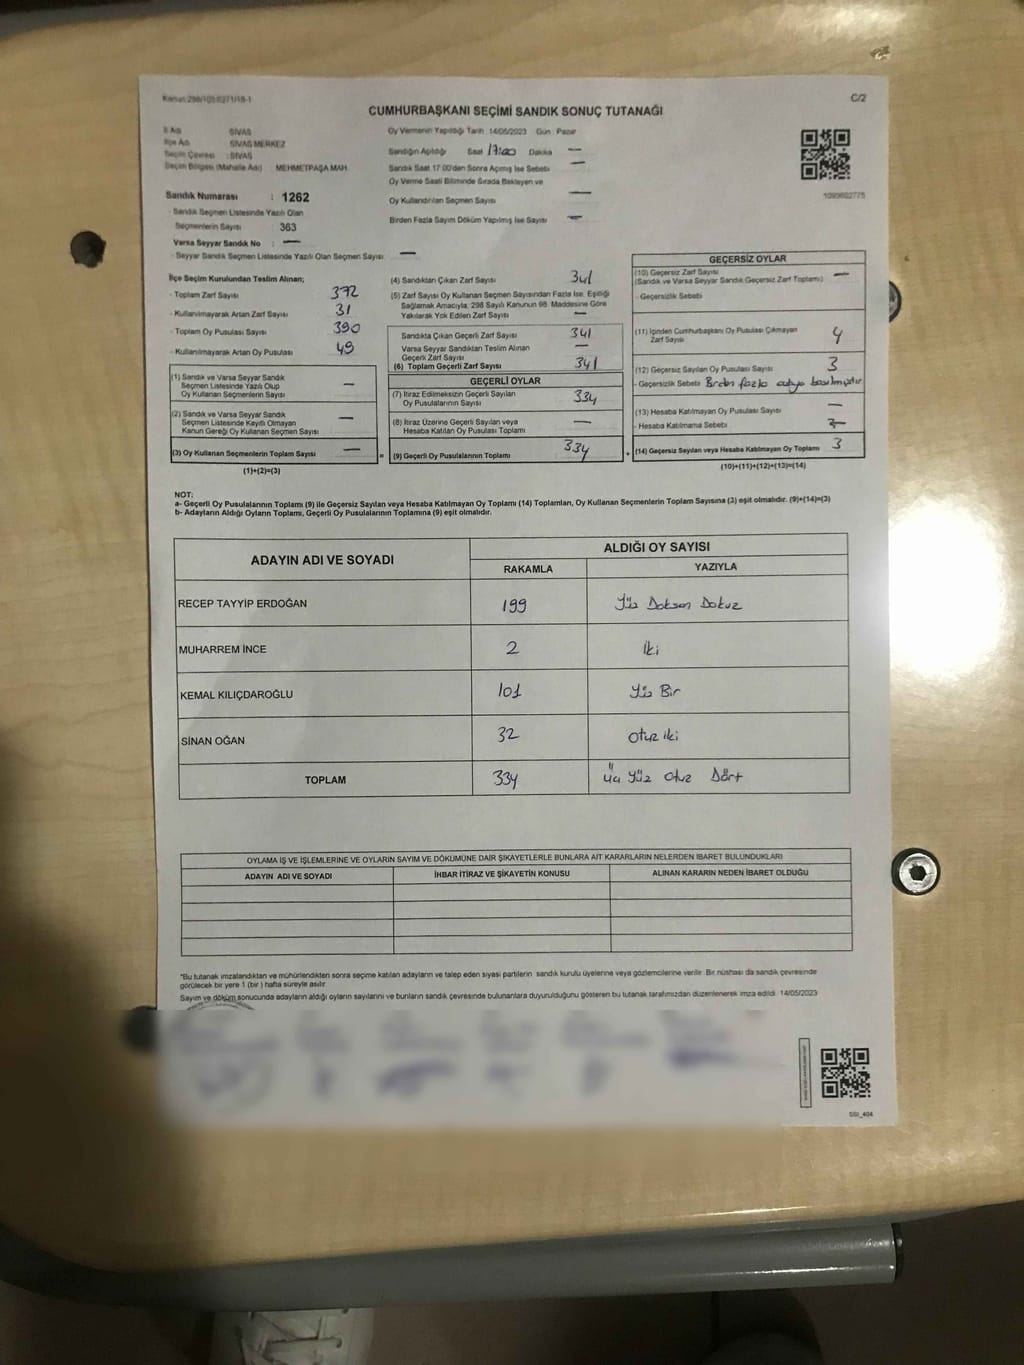 C/2
CUMHURBAŞKANI SEÇİMİ SANDIK SONUÇ TUTANAĞI
İl Adı : SİVAS
İlçe Adı : SİVAS MERKEZ
Seçim Çevresi : SİVAS
Seçim Bölgesi (Mahalle Adı) : MEHMETPAŞA MAH.
Oy Vermenin Yapıldığı Tarih : 14/05/2023 Gün : Pazar
Sandığın Açıldığı Saat 17:00 Dakika —
Sandık Saat 17:00'den Sonra Açılmış İse Sebebi —
Oy Verme Saati Bitiminde Sırada Bekleyen ve
Oy Kullandırılan Seçmen Sayısı —
Birden Fazla Sayım Döküm Yapılmış İse Sayısı —
1099602775
Sandık Numarası : 1262
- Sandık Seçmen Listesinde Yazılı Olan
Seçmenlerin Sayısı : 363
Varsa Seyyar Sandık No : —
- Seyyar Sandık Seçmen Listesinde Yazılı Olan Seçmen Sayısı —
İlçe Seçim Kurulundan Teslim Alınan;
- Toplam Zarf Sayısı 372
- Kullanılmayarak Artan Zarf Sayısı 31
- Toplam Oy Pusulası Sayısı 390
- Kullanılmayarak Artan Oy Pusulası 49
(1) Sandık ve Varsa Seyyar Sandık
Seçmen Listesinde Yazılı Olup
Oy Kullanan Seçmenlerin Sayısı —
(2) Sandık ve Varsa Seyyar Sandık
Seçmen Listesinde Kayıtlı Olmayan
Kanun Gereği Oy Kullanan Seçmen Sayısı —
(3) Oy Kullanan Seçmenlerin Toplam Sayısı —
(1)+(2)=(3)
(4) Sandıktan Çıkan Zarf Sayısı 341
(5) Zarf Sayısı Oy Kullanan Seçmen Sayısından Fazla İse, Eşitliği
Sağlamak Amacıyla, 298 Sayılı Kanunun 98. Maddesine Göre
Yakılarak Yok Edilen Zarf Sayısı —
Sandıkta Çıkan Geçerli Zarf Sayısı 341
Varsa Seyyar Sandıktan Teslim Alınan
Geçerli Zarf Sayısı —
(6) Toplam Geçerli Zarf Sayısı 341
GEÇERLİ OYLAR
(7) İtiraz Edilmeksizin Geçerli Sayılan
Oy Pusulalarının Sayısı 334
(8) İtiraz Üzerine Geçerli Sayılan veya
Hesaba Katılan Oy Pusulası Toplamı —
= (9) Geçerli Oy Pusulalarının Toplamı 334
GEÇERSİZ OYLAR
(10) Geçersiz Zarf Sayısı —
(Sandık ve Varsa Seyyar Sandık Geçersiz Zarf Toplamı)
- Geçersizlik Sebebi
(11) İçinden Cumhurbaşkanı Oy Pusulası Çıkmayan
Zarf Sayısı 4
(12) Geçersiz Sayılan Oy Pusulası Sayısı 3
- Geçersizlik Sebebi Birden fazla
(13) Hesaba Katılmayan Oy Pusulası Sayısı —
- Hesaba Katılmama Sebebi
+ (14) Geçersiz Sayılan veya Hesaba Katılmayan Oy Toplamı 3
(10)+(11)+(12)+(13)=(14)
NOT:
a- Geçerli Oy Pusulalarının Toplamı (9) ile Geçersiz Sayılan veya Hesaba Katılmayan Oy Toplamı (14) Toplamları, Oy Kullanan Seçmenlerin Toplam Sayısına (3) eşit olmalıdır. (9)+(14)=(3)
b- Adayların Aldığı Oyların Toplamı, Geçerli Oy Pusulalarının Toplamına (9) eşit olmalıdır.
ADAYIN ADI VE SOYADI
ALDIĞI OY SAYISI
RAKAMLA YAZIYLA
RECEP TAYYİP ERDOĞAN 199 Yüz Doksan Dokuz
MUHARREM İNCE 2 İki
KEMAL KILIÇDAROĞLU 101 Yüz Bir
SİNAN OĞAN 32 Otuz iki
TOPLAM 334 Üç Yüz Otuz Dört
OYLAMA İŞ VE İŞLEMLERİNE VE OYLARIN SAYIM VE DÖKÜMÜNE DAİR ŞİKAYETLERLE BUNLARA AİT KARARLARIN NELERDEN İBARET BULUNDUKLARI
ADAYIN ADI VE SOYADI İHBAR İTİRAZ VE ŞİKAYETİN KONUSU ALINAN KARARIN NEDEN İBARET OLDUĞU
*Bu tutanak imzalandıktan ve mühürlendikten sonra seçime katılan adayların ve talep eden siyasi partilerin sandık kurulu üyelerine veya gözlemcilerine verilir. Bir nüshası da sandık çevresinde
görülecek bir yere 1 (bir) hafta süreyle asılır.
Sayım ve döküm sonucunda adayların aldığı oyların sayılarını ve bunların sandık çevresinde bulunanlara duyurulduğunu gösteren bu tutanak tarafımızdan düzenlenerek imza edildi. 14/05/2023
SSI_404